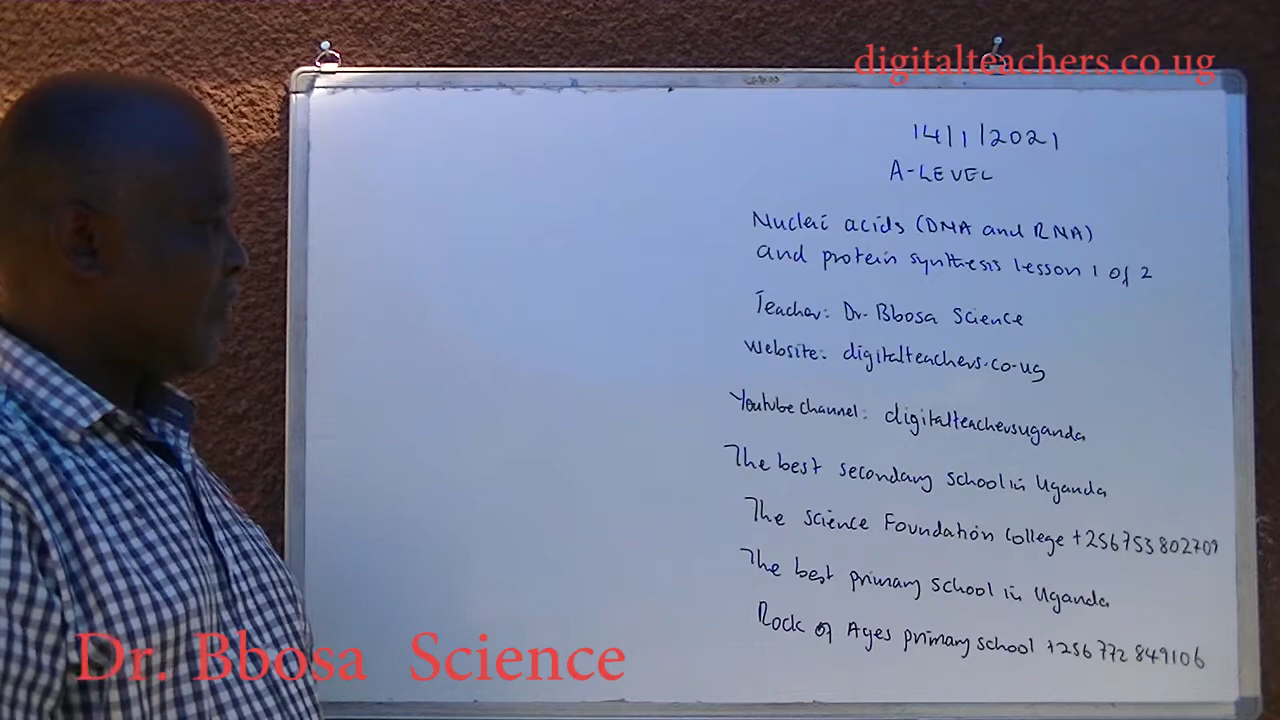 digitalteachers.co.ug
14/1/2021
A-LEVEL
Nucleic acids (DNA and RNA)
and protein synthesis lesson 1 of 2
Teacher: Dr. Bbosa Science
Website: digitalteachers.co.ug
Youtube channel: digitalteachersuganda
The best secondary school in Uganda
The science Foundation College +256753802709
The best primary school in Uganda
Rock of Ages primary school +256772849106
Dr. Bbosa Science